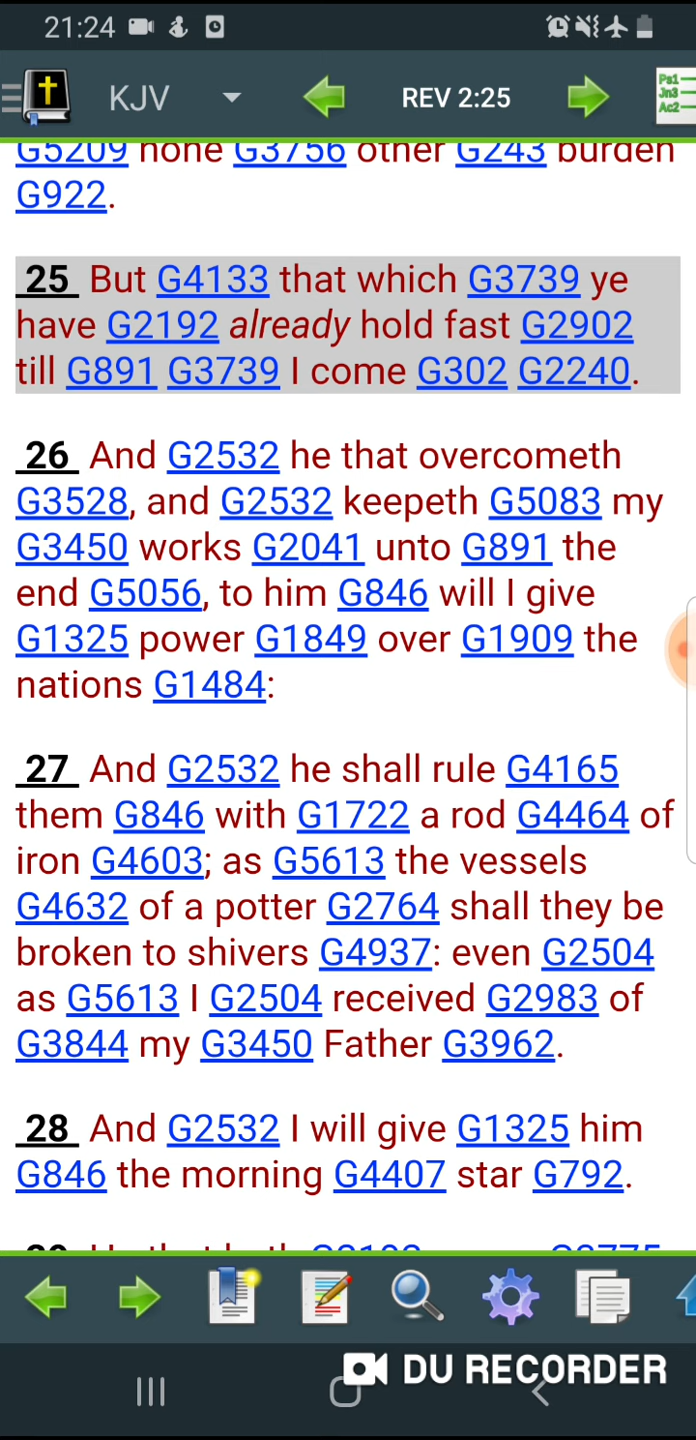 21:24
KJV
REV 2:25
Ps1
Jn3
Ac2
G5209 none G3756 other G243 burden
G922.
25 But G4133 that which G3739 ye
have G2192 already hold fast G2902
till G891 G3739 I come G302 G2240.
26 And G2532 he that overcometh
G3528, and G2532 keepeth G5083 my
G3450 works G2041 unto G891 the
end G5056, to him G846 will I give
G1325 power G1849 over G1909 the
nations G1484:
27 And G2532 he shall rule G4165
them G846 with G1722 a rod G4464 of
iron G4603; as G5613 the vessels
G4632 of a potter G2764 shall they be
broken to shivers G4937: even G2504
as G5613 I G2504 received G2983 of
G3844 my G3450 Father G3962.
28 And G2532 I will give G1325 him
G846 the morning G4407 star G792.
DU RECORDER